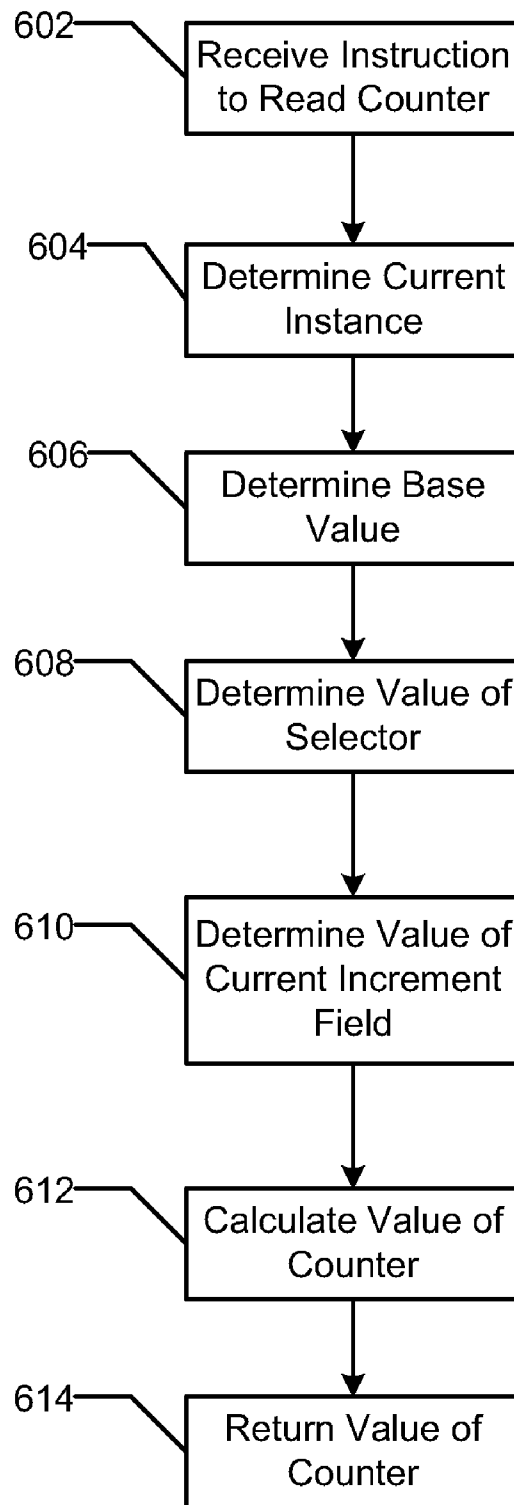 602
Receive Instruction
to Read Counter
604
Determine Current
Instance
606
Determine Base
Value
608
Determine Value of
Selector
610
Determine Value of
Current Increment
Field
612
Calculate Value of
Counter
614
Return Value of
Counter